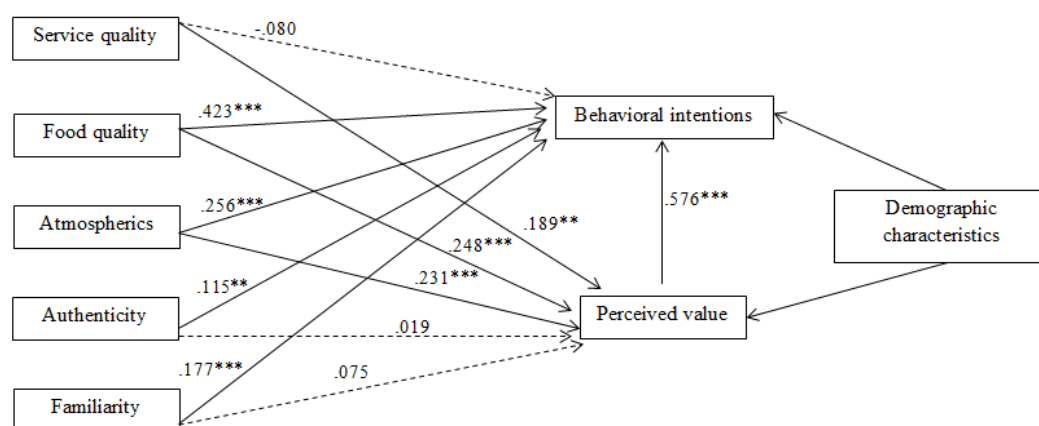 Service quality
-.080
Food quality
.423***
Behavioral intentions
.576***
Demographic
characteristics
Atmospherics
.256***
.189**
.248***
.231***
Authenticity
.115**
.019
Perceived value
.177***
.075
Familiarity